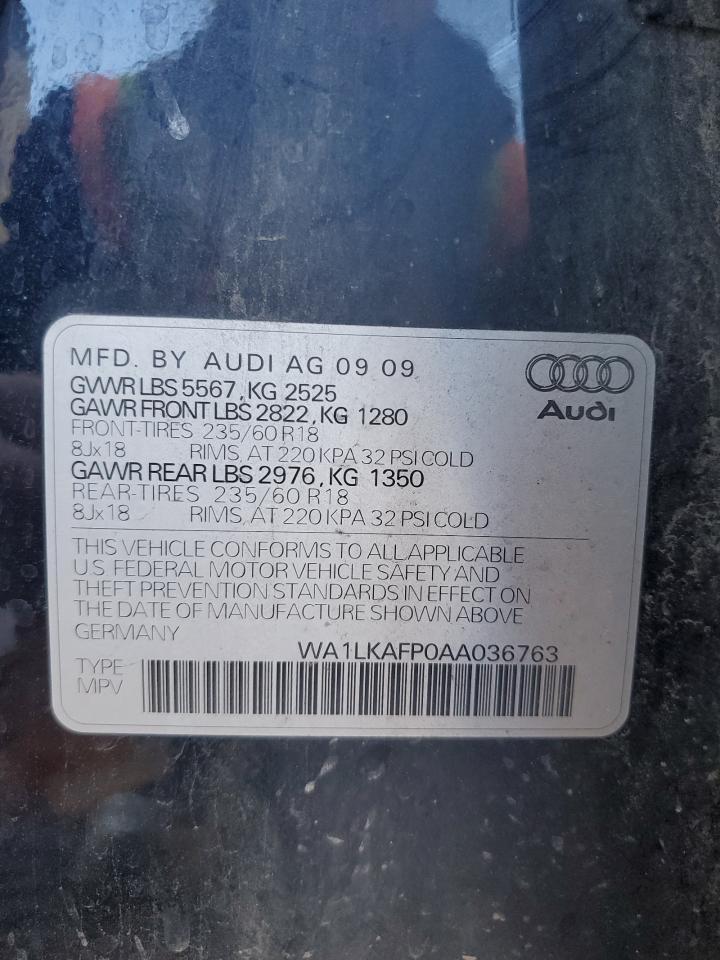 MFD. BY AUDI AG 09 09
GVWR LBS 5567, KG 2525
GAWR FRONT LBS 2822, KG 1280
FRONT-TIRES 235/60 R18
8Jx18 RIMS, AT 220 KPA 32 PSI COLD
GAWR REAR LBS 2976, KG 1350
REAR-TIRES 235/60 R18
8Jx18 RIMS, AT 220 KPA 32 PSI COLD
Audi
THIS VEHICLE CONFORMS TO ALL APPLICABLE
U.S. FEDERAL MOTOR VEHICLE SAFETY AND
THEFT PREVENTION STANDARDS IN EFFECT ON
THE DATE OF MANUFACTURE SHOWN ABOVE
GERMANY
WA1LKAFP0AA036763
TYPE
MPV